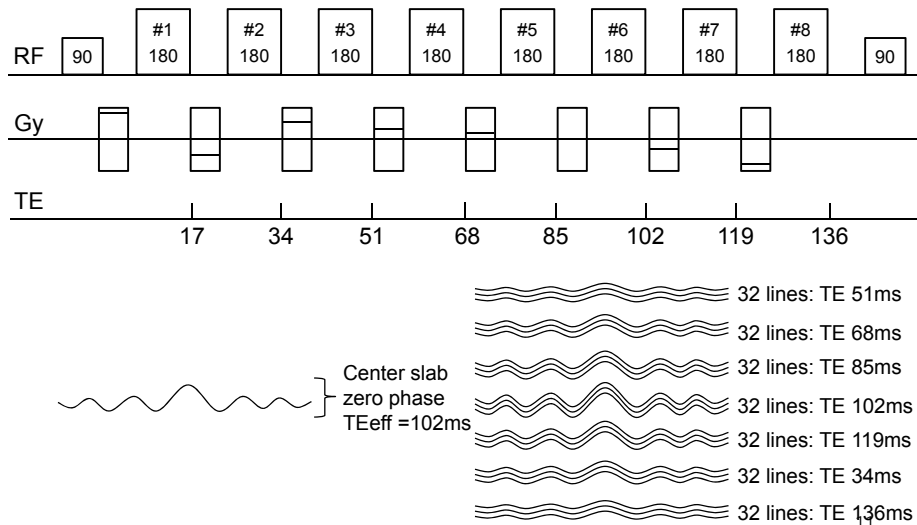 #1 #2 #3 #4 #5 #6 #7 #8
RF 90 180 180 180 180 180 180 180 180 90
Gy
TE
17 34 51 68 85 102 119 136
32 lines: TE 51ms
32 lines: TE 68ms
32 lines: TE 85ms
Center slab
zero phase
TEeff =102ms
32 lines: TE 102ms
32 lines: TE 119ms
32 lines: TE 34ms
32 lines: TE 136ms